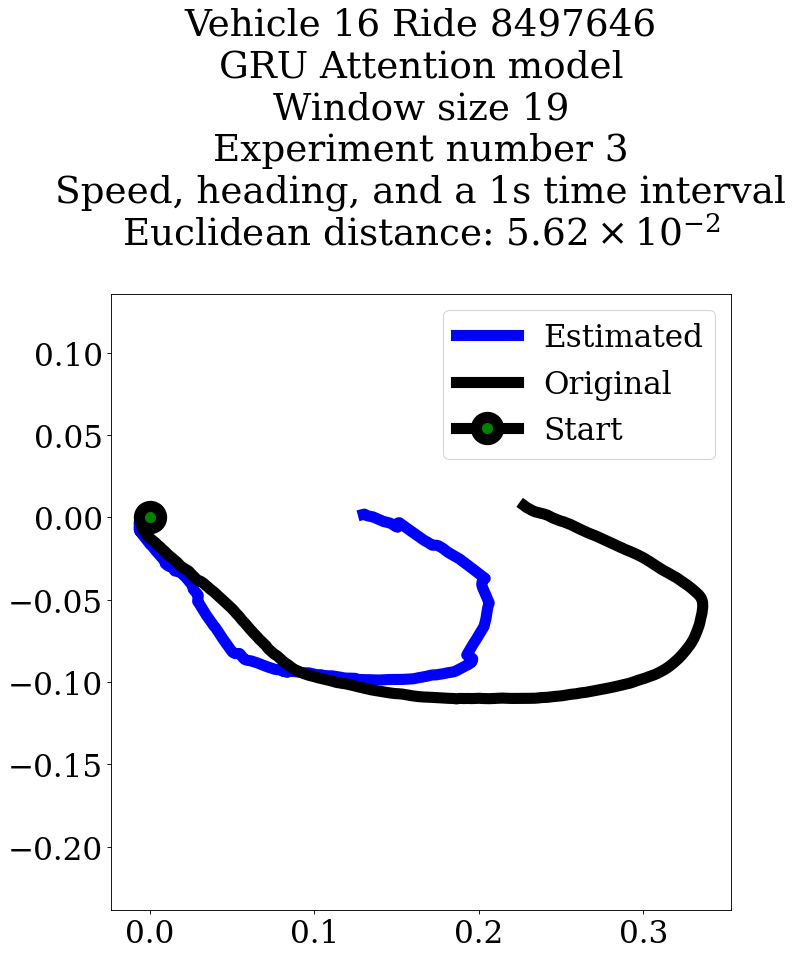 Vehicle 16 Ride 8497646
GRU Attention model
Window size 19
Experiment number 3
Speed, heading, and a 1s time interval
Euclidean distance: 5.62 × 10⁻²
Estimated
Original
Start
0.10
0.05
0.00
−0.05
−0.10
−0.15
−0.20
0.0 0.1 0.2 0.3